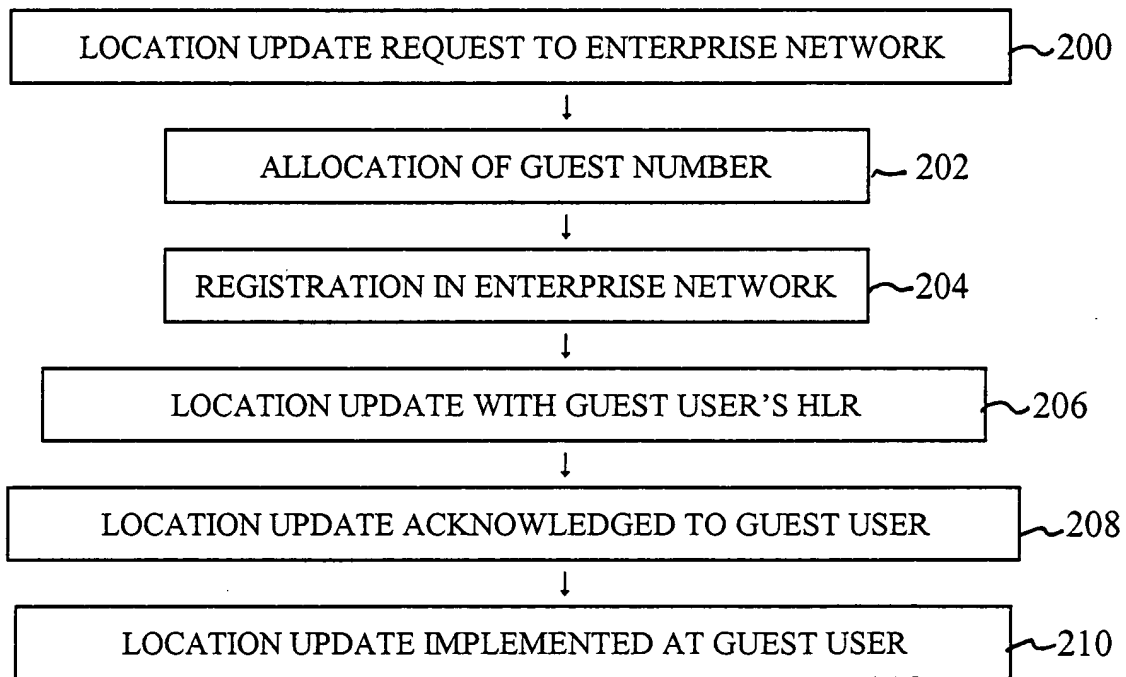 LOCATION UPDATE REQUEST TO ENTERPRISE NETWORK 200
ALLOCATION OF GUEST NUMBER 202
REGISTRATION IN ENTERPRISE NETWORK 204
LOCATION UPDATE WITH GUEST USER'S HLR 206
LOCATION UPDATE ACKNOWLEDGED TO GUEST USER 208
LOCATION UPDATE IMPLEMENTED AT GUEST USER 210